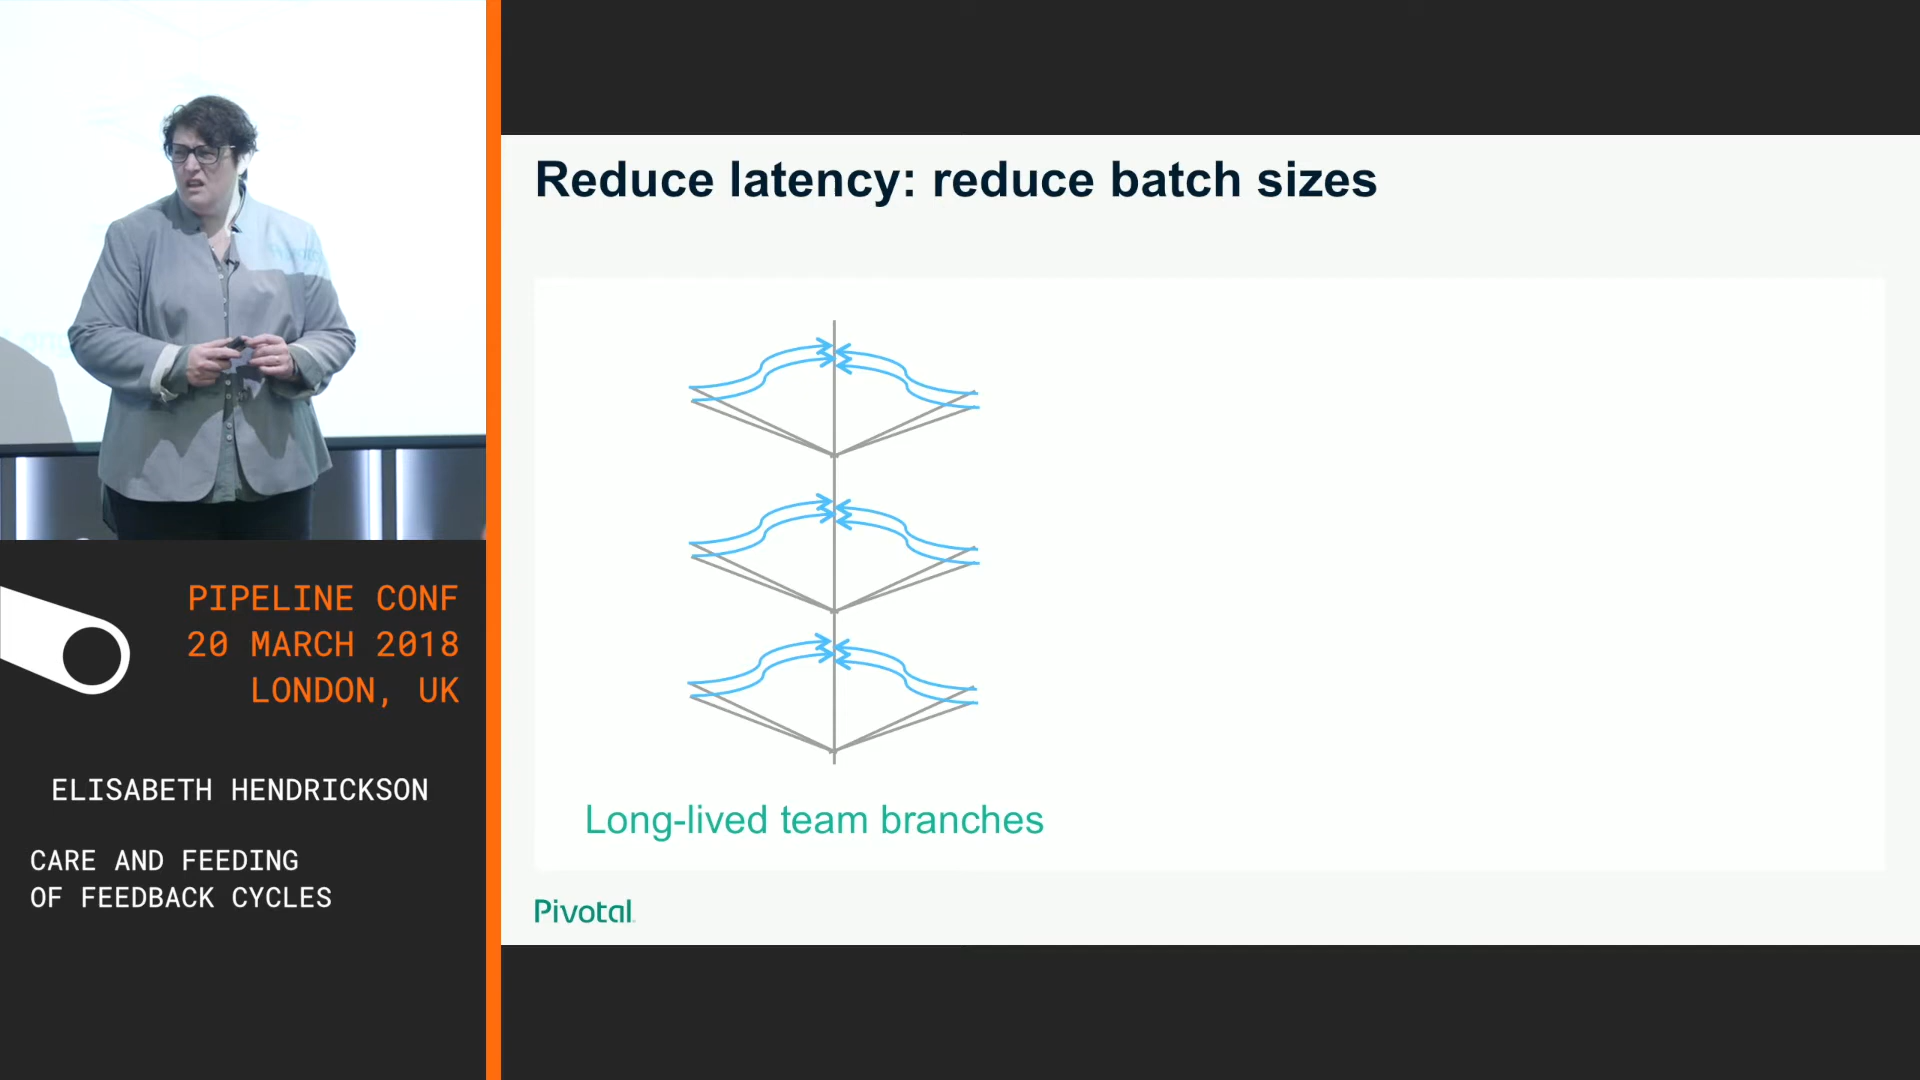 PIPELINE CONF
20 MARCH 2018
LONDON, UK
ELISABETH HENDRICKSON
CARE AND FEEDING
OF FEEDBACK CYCLES
Reduce latency: reduce batch sizes
Long-lived team branches
Pivotal